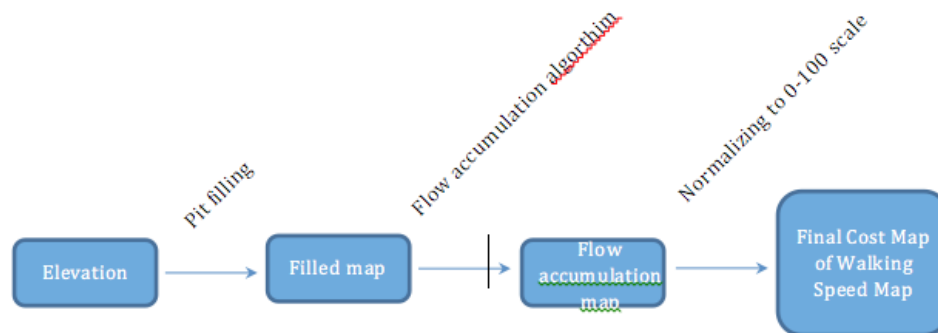 Pit filling
Flow accumulation algorthim
Normalizing to 0-100 scale
Elevation
Filled map
Flow
accumulation
map
Final Cost Map
of Walking
Speed Map